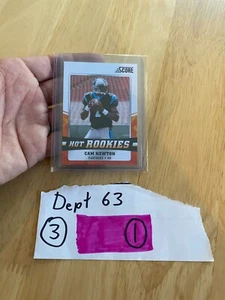 SCORE
HOT ROOKIES
CAM NEWTON
PANTHERS / QB
Dept 63
3 1